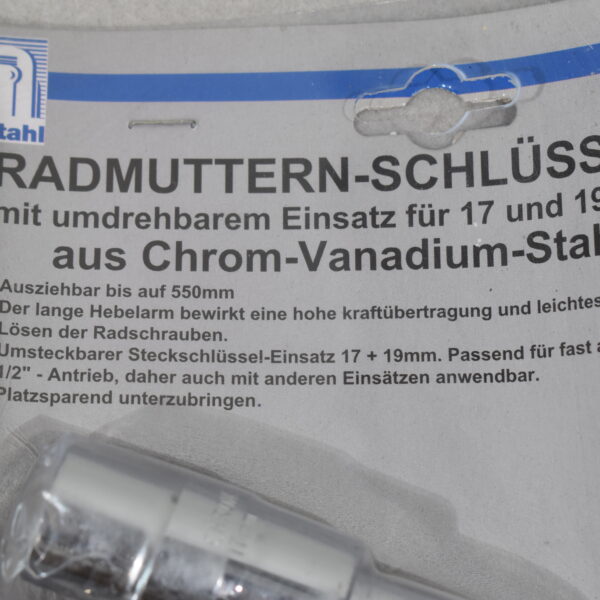 tahl
RADMUTTERN-SCHLÜSS
mit umdrehbarem Einsatz für 17 und 19
aus Chrom-Vanadium-Stahl
Ausziehbar bis auf 550mm
Der lange Hebelarm bewirkt eine hohe kraftübertragung und leichtes
Lösen der Radschrauben.
Umsteckbarer Steckschlüssel-Einsatz 17 + 19mm. Passend für fast a
1/2" - Antrieb, daher auch mit anderen Einsätzen anwendbar.
Platzsparend unterzubringen.